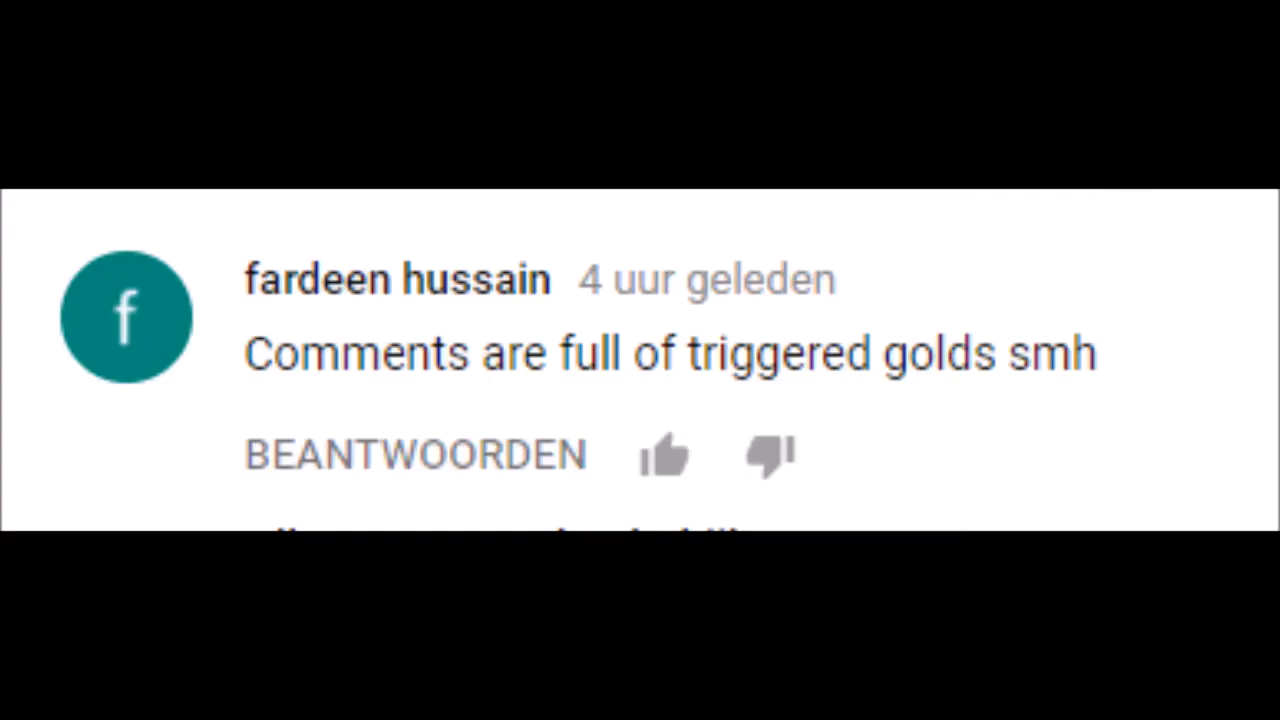 f
fardeen hussain 4 uur geleden
Comments are full of triggered golds smh
BEANTWOORDEN